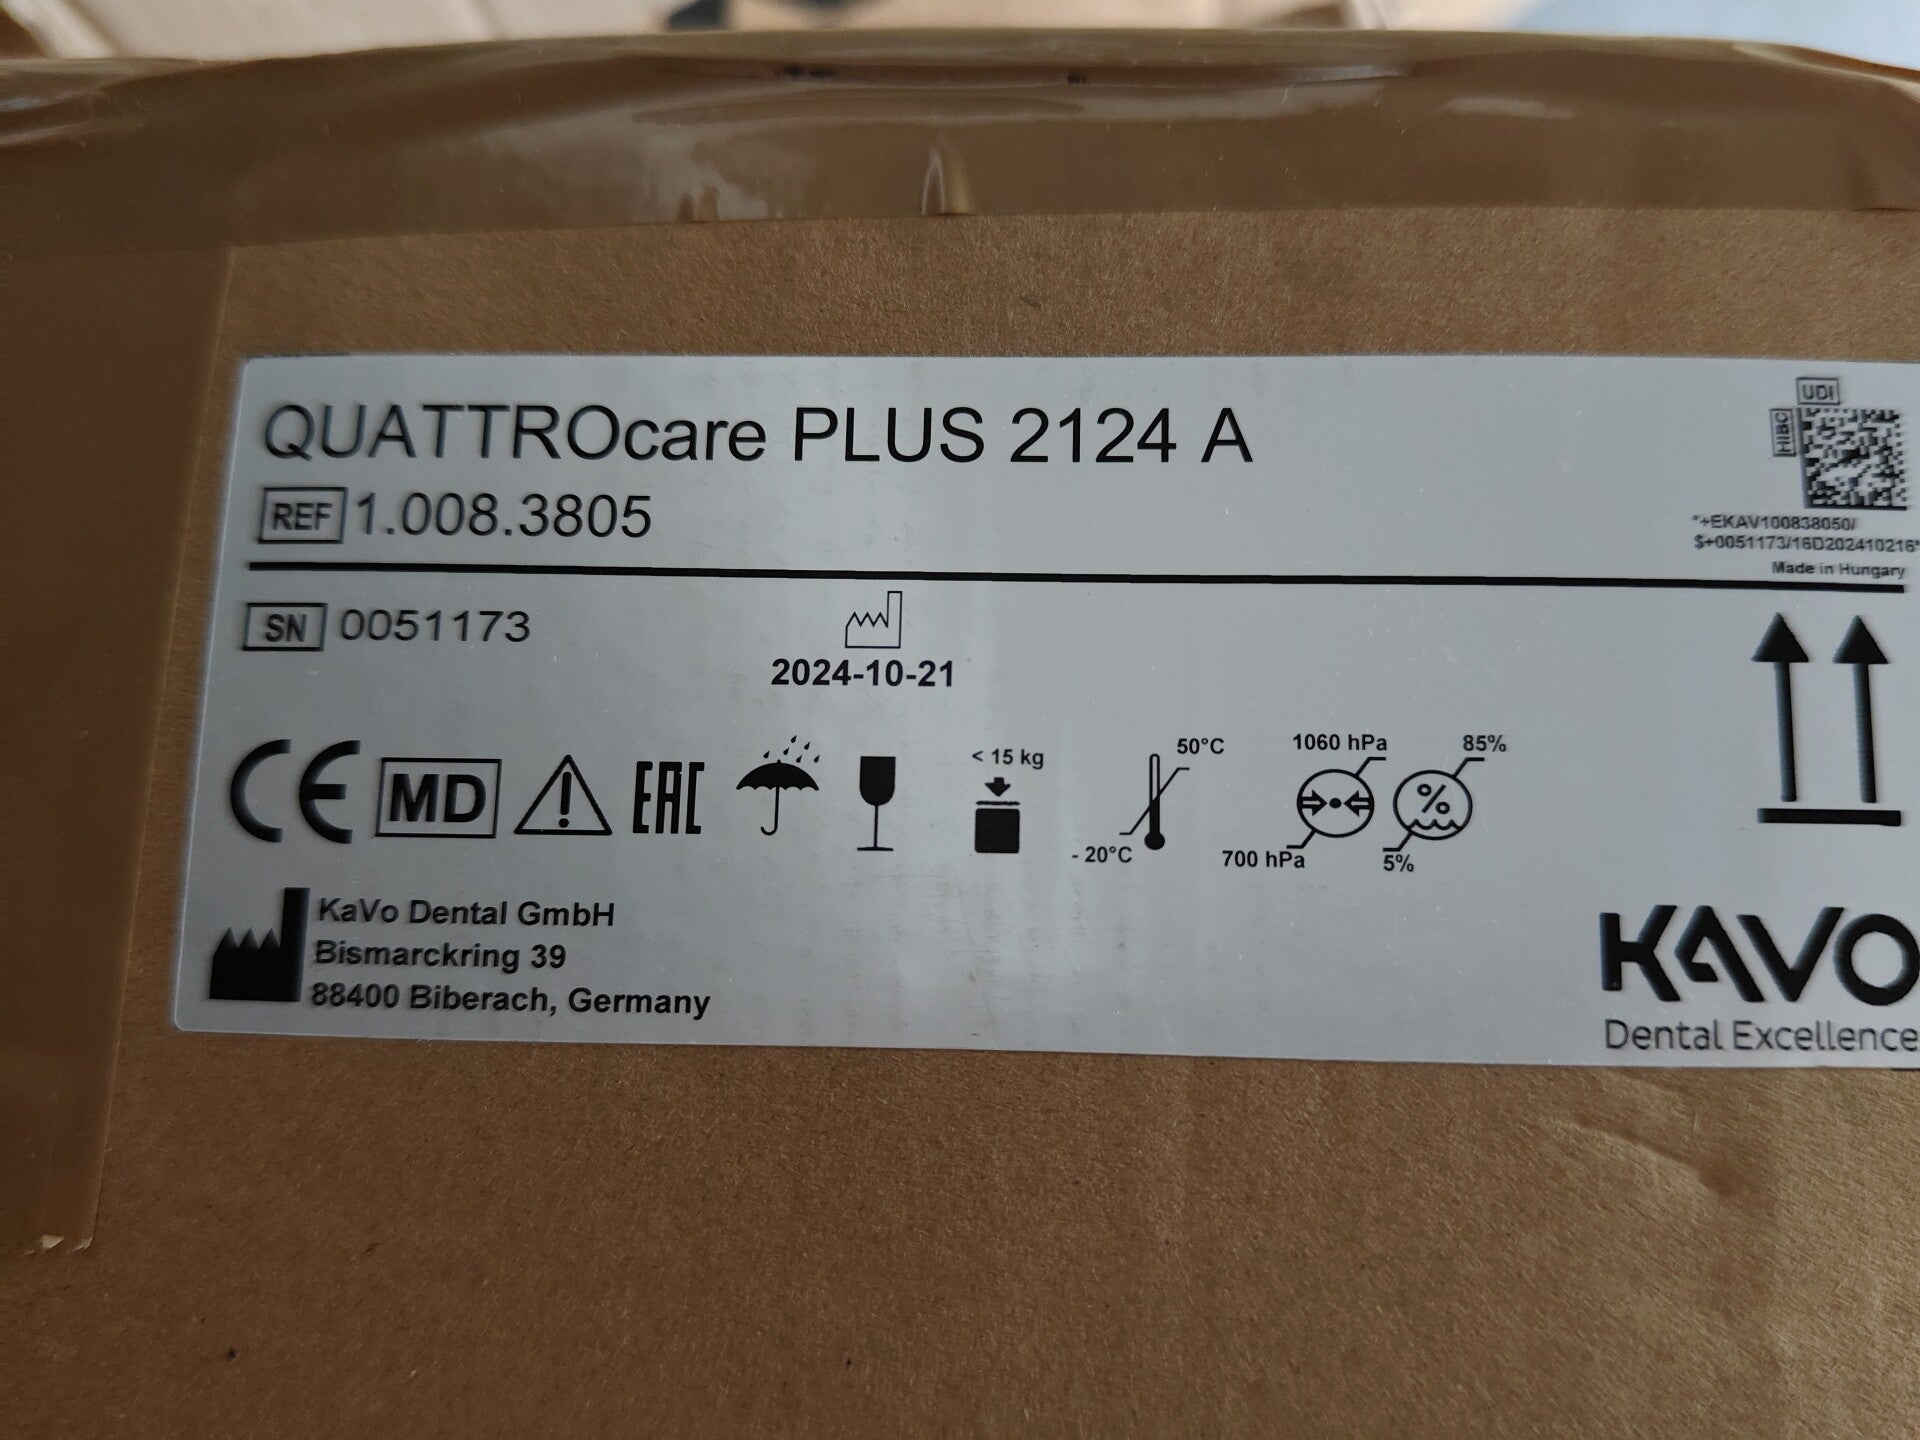 QUATTROcare PLUS 2124 A
REF 1.008.3805
UDI
HIBC
*+EKAV100838050/
$+0051173/16D202410216*
Made in Hungary
SN 0051173
2024-10-21
CE MD EAC
< 15 kg
50°C
- 20°C
1060 hPa
700 hPa
85%
%
5%
KaVo Dental GmbH
Bismarckring 39
88400 Biberach, Germany
KAVO
Dental Excellence